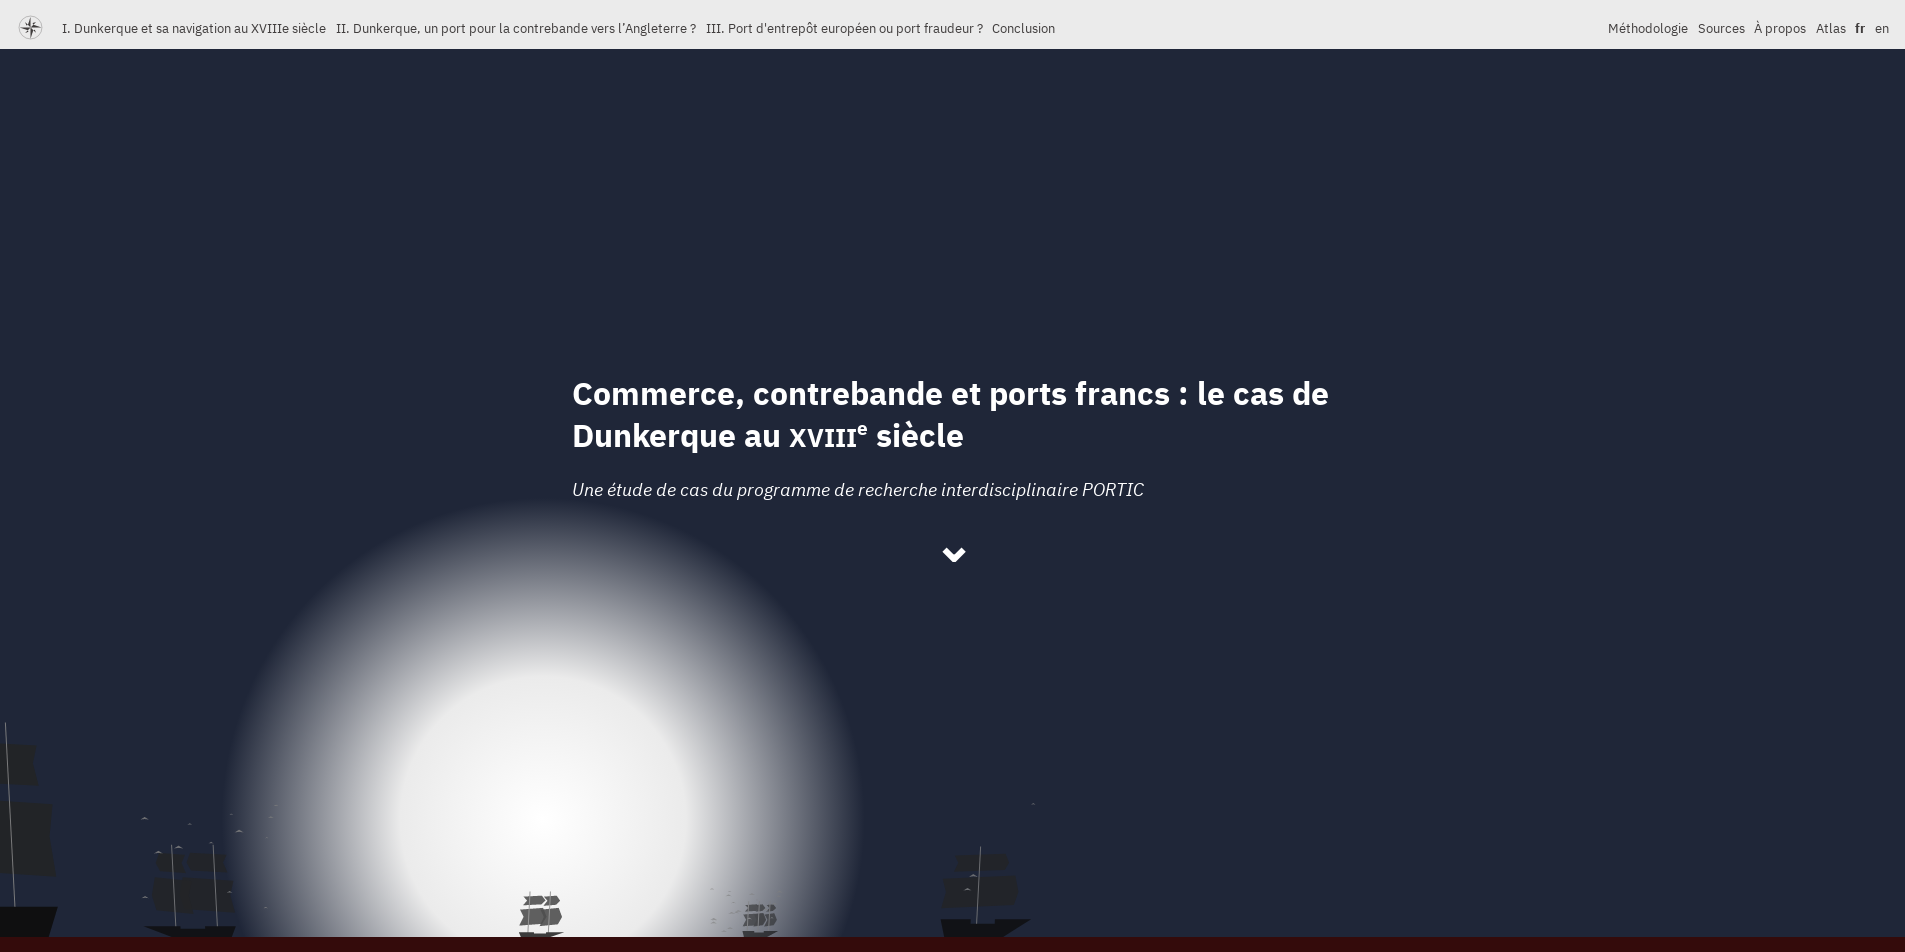 I. Dunkerque et sa navigation au XVIIIe siècle II. Dunkerque, un port pour la contrebande vers l’Angleterre ? III. Port d'entrepôt européen ou port fraudeur ? Conclusion Méthodologie Sources À propos Atlas fr en
Commerce, contrebande et ports francs : le cas de
Dunkerque au XVIIIe siècle
Une étude de cas du programme de recherche interdisciplinaire PORTIC